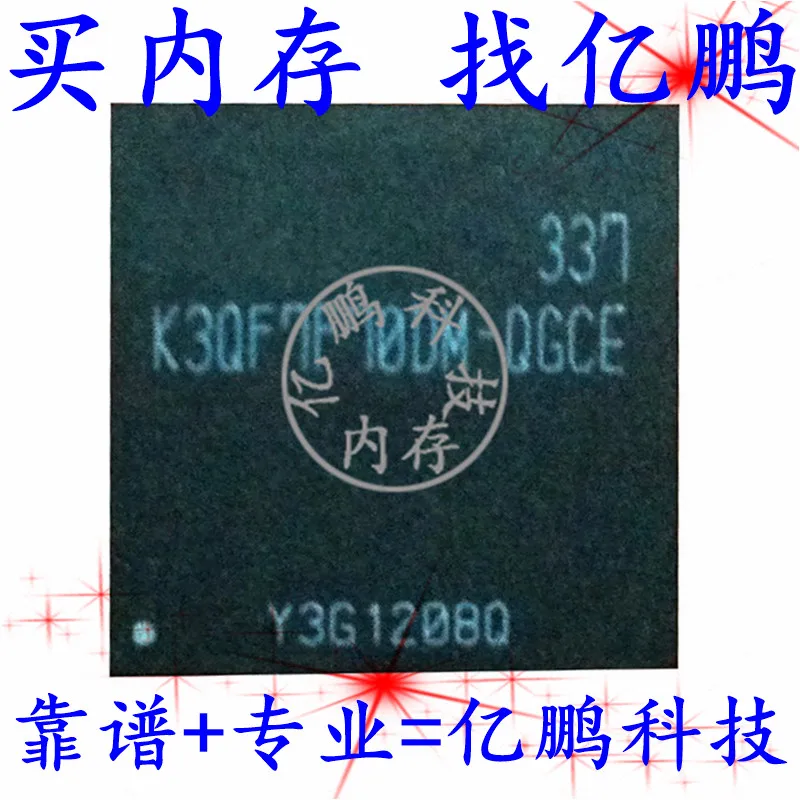 买内存 找亿鹏
337
K3QF7F70DM-QGCE
亿鹏科技
内存
Y3G1208Q
靠谱+专业=亿鹏科技